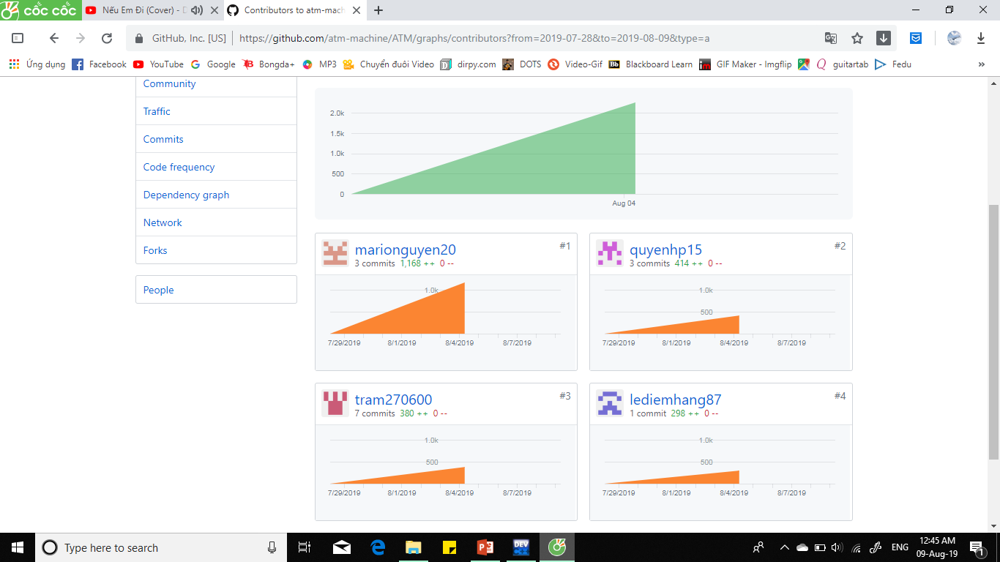 cốc cốc
Nếu Em Đi (Cover) - D
Contributors to atm-mach
GitHub, Inc. [US]
https://github.com/atm-machine/ATM/graphs/contributors?from=2019-07-28&to=2019-08-09&type=a
Ứng dụng
Facebook
YouTube
Google
Bongda+
MP3
Chuyển đuôi Video
dirpy.com
DOTS
Video-Gif
Bb
Blackboard Learn
im
GIF Maker - Imgflip
guitartab
Fedu
»
Community
Traffic
Commits
Code frequency
Dependency graph
Network
Forks
People
2.0k
1.5k
1.0k
500
0
Aug 04
marionguyen20
#1
3 commits 1,168 ++ 0 --
1.0k
7/29/2019 8/1/2019 8/4/2019 8/7/2019
quyenhp15
#2
3 commits 414 ++ 0 --
1.0k
500
7/29/2019 8/1/2019 8/4/2019 8/7/2019
tram270600
#3
7 commits 380 ++ 0 --
1.0k
500
7/29/2019 8/1/2019 8/4/2019 8/7/2019
lediemhang87
#4
1 commit 298 ++ 0 --
1.0k
500
7/29/2019 8/1/2019 8/4/2019 8/7/2019
Type here to search
DEV
ENG
12:45 AM
09-Aug-19
1